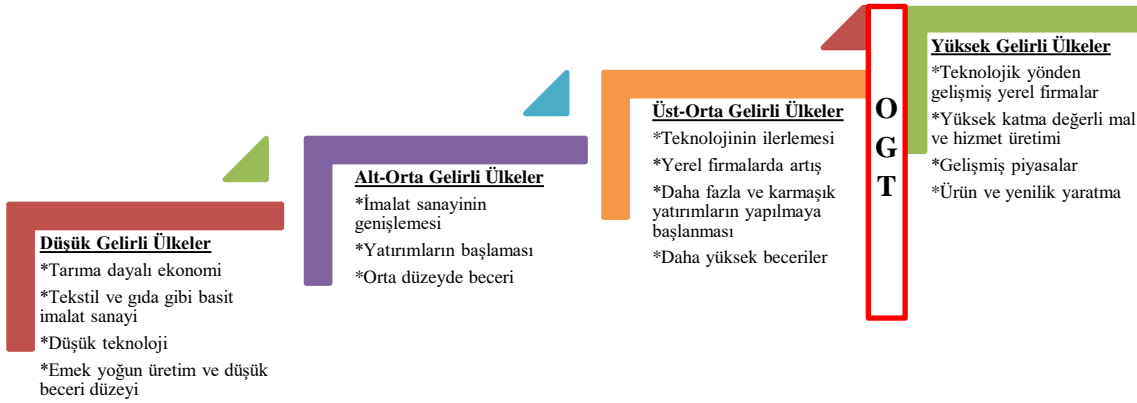 Düşük Gelirli Ülkeler
*Tarıma dayalı ekonomi
*Tekstil ve gıda gibi basit
imalat sanayi
*Düşük teknoloji
*Emek yoğun üretim ve düşük
beceri düzeyi
Alt-Orta Gelirli Ülkeler
*İmalat sanayinin
genişlemesi
*Yatırımların başlaması
*Orta düzeyde beceri
Üst-Orta Gelirli Ülkeler
*Teknolojinin ilerlemesi
*Yerel firmalarda artış
*Daha fazla ve karmaşık
yatırımların yapılmaya
başlanması
*Daha yüksek beceriler
O
G
T
Yüksek Gelirli Ülkeler
*Teknolojik yönden
gelişmiş yerel firmalar
*Yüksek katma değerli mal
ve hizmet üretimi
*Gelişmiş piyasalar
*Ürün ve yenilik yaratma